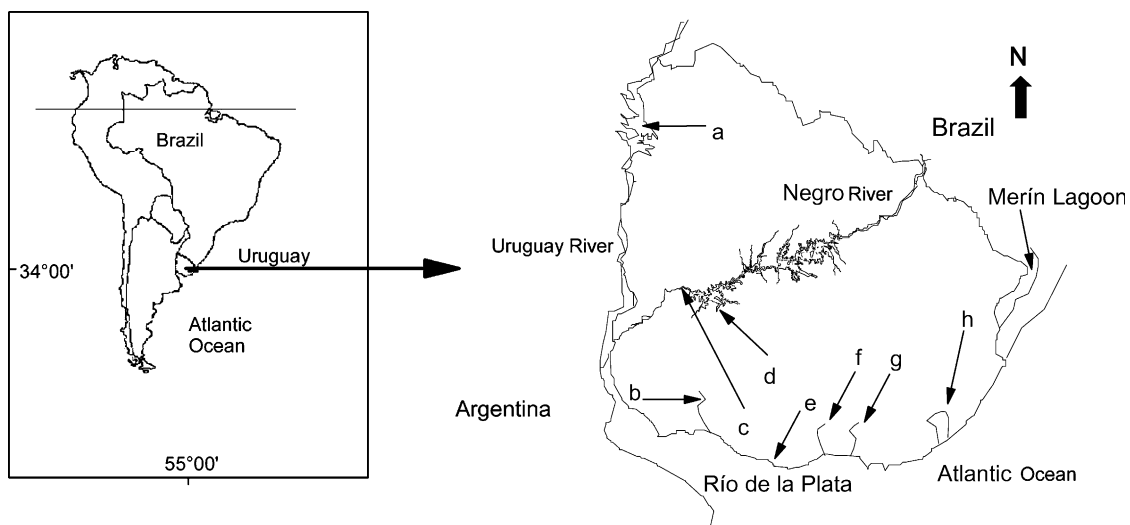 Brazil
Uruguay
34°00'
Atlantic
Ocean
55°00'
N
a
Brazil
Negro River
Merín Lagoon
Uruguay River
h
d
f
g
b
e
c
Argentina
Río de la Plata
Atlantic Ocean